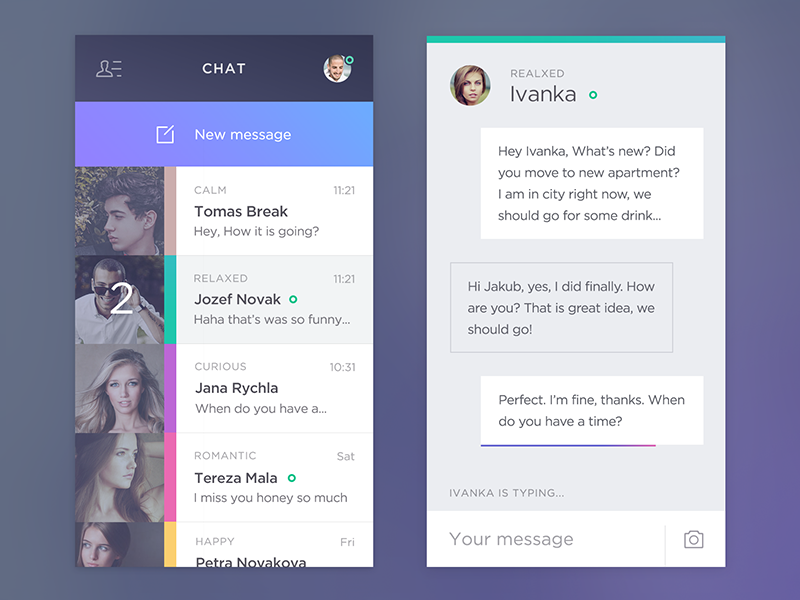 CHAT
New message
CALM
11:21
Tomas Break
Hey, How it is going?
2
RELAXED
11:21
Jozef Novak
Haha that's was so funny...
CURIOUS
10:31
Jana Rychla
When do you have a...
ROMANTIC
Sat
Tereza Mala
I miss you honey so much
HAPPY
Fri
Petra Novakova
REALXED
Ivanka
Hey Ivanka, What's new? Did
you move to new apartment?
I am in city right now, we
should go for some drink...
Hi Jakub, yes, I did finally. How
are you? That is great idea, we
should go!
Perfect. I'm fine, thanks. When
do you have a time?
IVANKA IS TYPING...
Your message